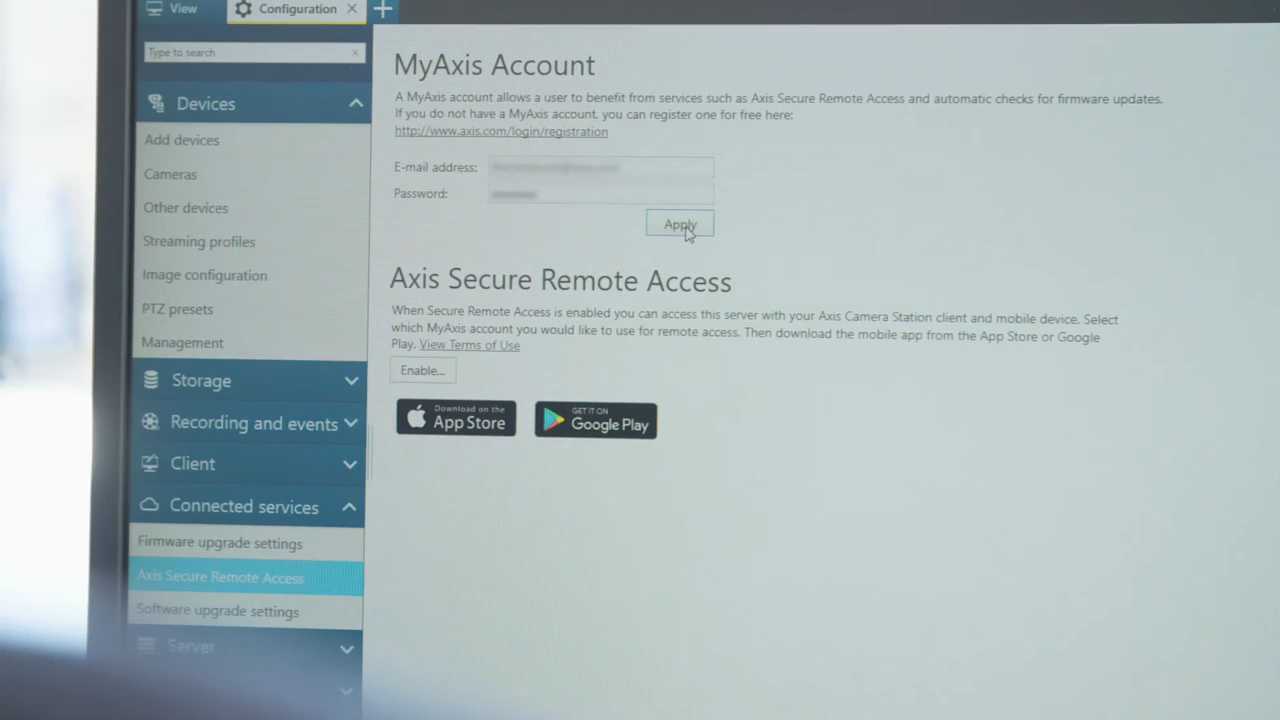 View
Configuration
Type to search
Devices
Add devices
Cameras
Other devices
Streaming profiles
Image configuration
PTZ presets
Management
Storage
Recording and events
Client
Connected services
Firmware upgrade settings
Axis Secure Remote Access
Software upgrade settings
Server
MyAxis Account
A MyAxis account allows a user to benefit from services such as Axis Secure Remote Access and automatic checks for firmware updates.
If you do not have a MyAxis account, you can register one for free here:
http://www.axis.com/login/registration
E-mail address:
Password:
Apply
Axis Secure Remote Access
When Secure Remote Access is enabled you can access this server with your Axis Camera Station client and mobile device. Select
which MyAxis account you would like to use for remote access. Then download the mobile app from the App Store or Google
Play. View Terms of Use
Enable...
Download on the
App Store
GET IT ON
Google Play